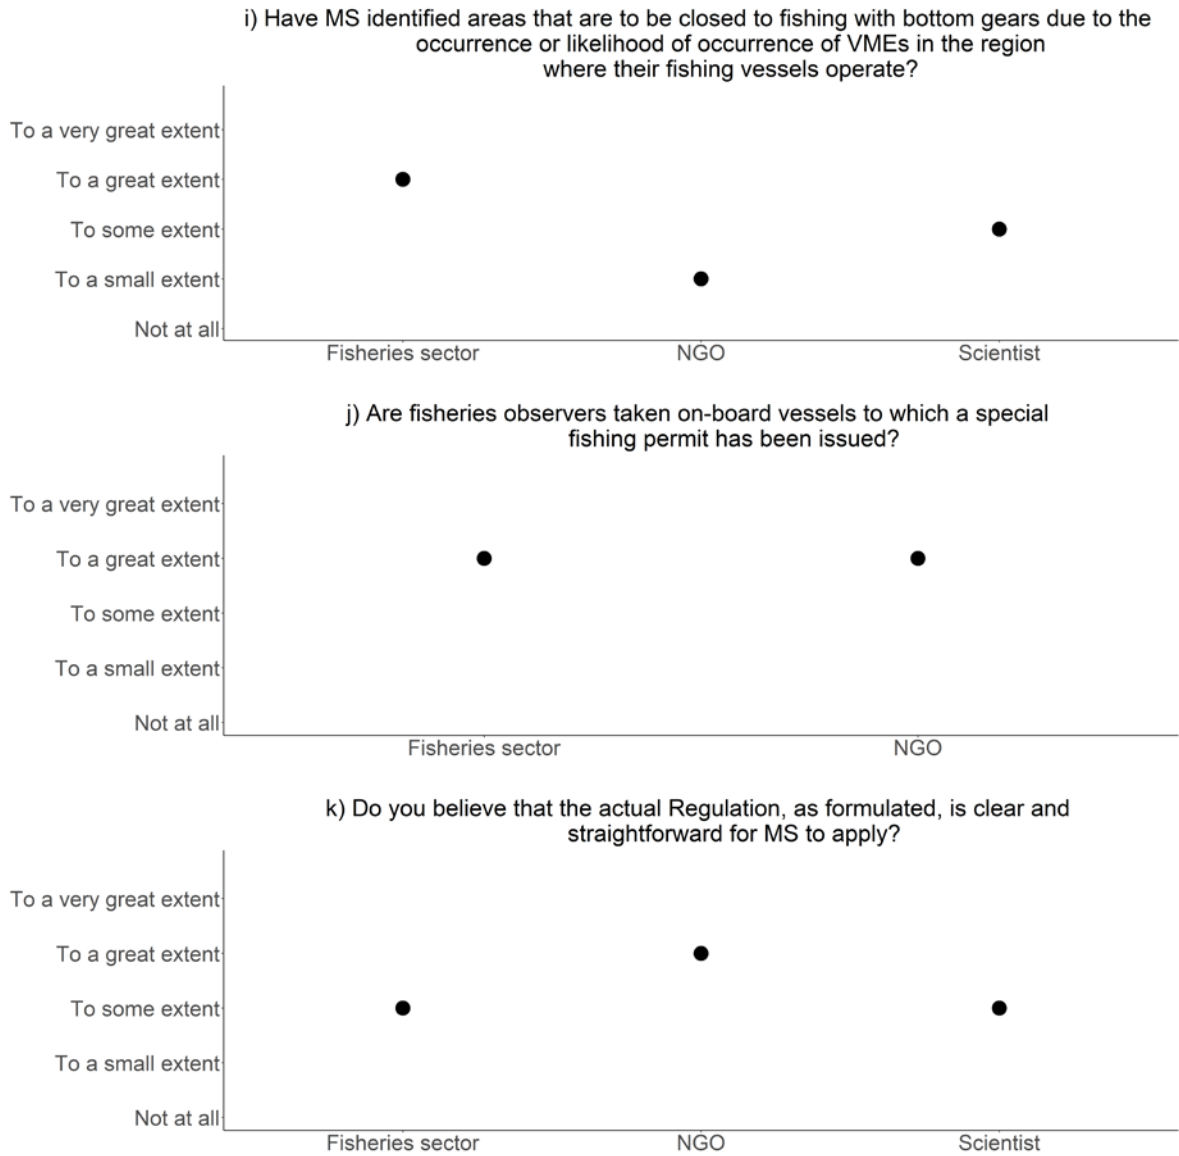 i) Have MS identified areas that are to be closed to fishing with bottom gears due to the
occurrence or likelihood of occurrence of VMEs in the region
where their fishing vessels operate?
To a very great extent
To a great extent
To some extent
To a small extent
Not at all
Fisheries sector NGO Scientist
j) Are fisheries observers taken on-board vessels to which a special
fishing permit has been issued?
To a very great extent
To a great extent
To some extent
To a small extent
Not at all
Fisheries sector NGO
k) Do you believe that the actual Regulation, as formulated, is clear and
straightforward for MS to apply?
To a very great extent
To a great extent
To some extent
To a small extent
Not at all
Fisheries sector NGO Scientist